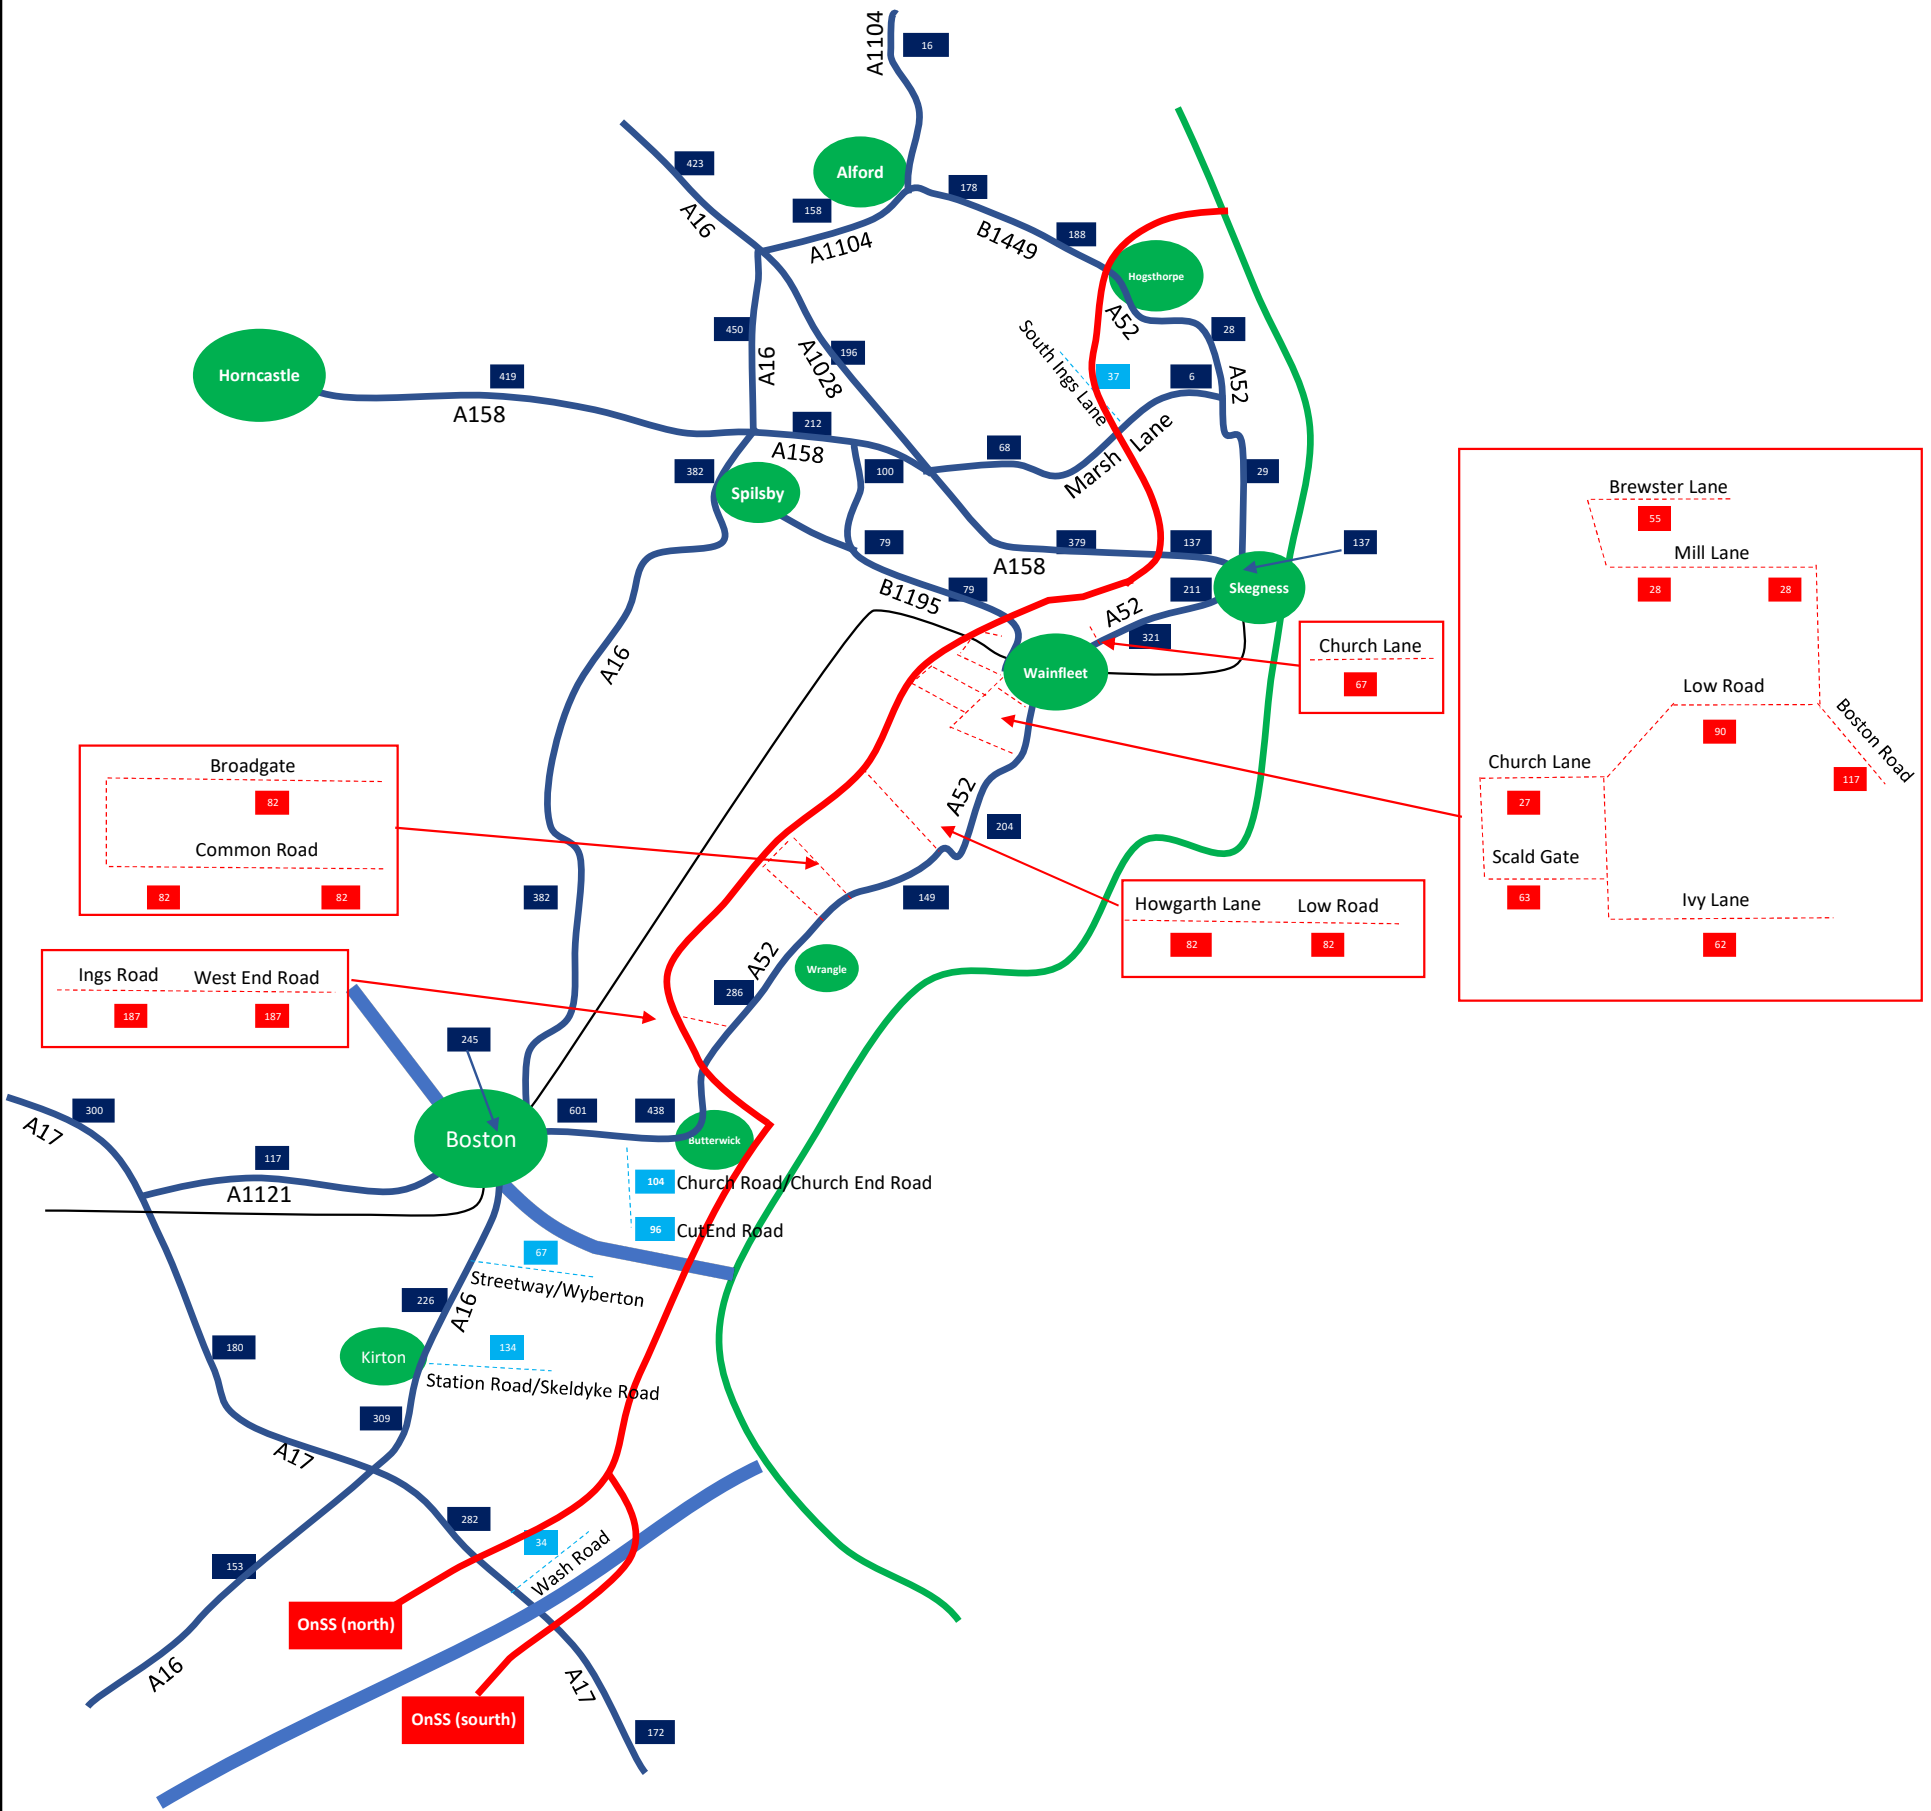 A1104
16
423
Alford
178
A16
158
A1104
B1449
188
Hogsthorpe
A52
28
450
A16
A1028
196
South Ings Lane
37
6
A52
Horncastle
419
A158
212
A158
68
Marsh Lane
382
Spilsby
100
29
79
379
137
137
A158
B1195
79
A52
211
Skegness
321
Wainfleet
A16
Church Lane
67
Brewster Lane
55
Mill Lane
28
28
Low Road
90
Boston Road
117
Church Lane
27
Scald Gate
63
Ivy Lane
62
Broadgate
82
Common Road
82
82
A52
204
382
149
Howgarth Lane
Low Road
82
82
Ings Road
West End Road
187
187
A52
Wrangle
286
245
300
A17
601
438
Boston
Butterwick
117
A1121
104
Church Road/Church End Road
96
CutEnd Road
67
Streetway/Wyberton
226
A16
180
134
Kirton
Station Road/Skeldyke Road
309
A17
282
34
Wash Road
153
OnSS (north)
A16
A17
OnSS (sourth)
172